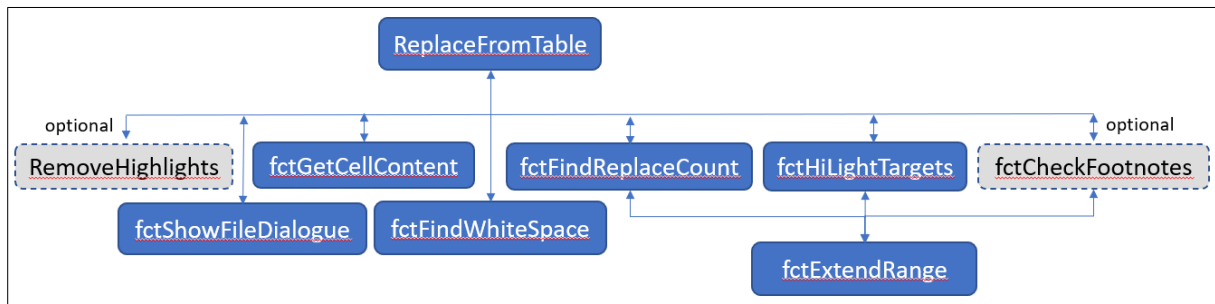 ReplaceFromTable
optional
optional
RemoveHighlights
fctGetCellContent
fctFindReplaceCount
fctHiLightTargets
fctCheckFootnotes
fctShowFileDialogue
fctFindWhiteSpace
fctExtendRange